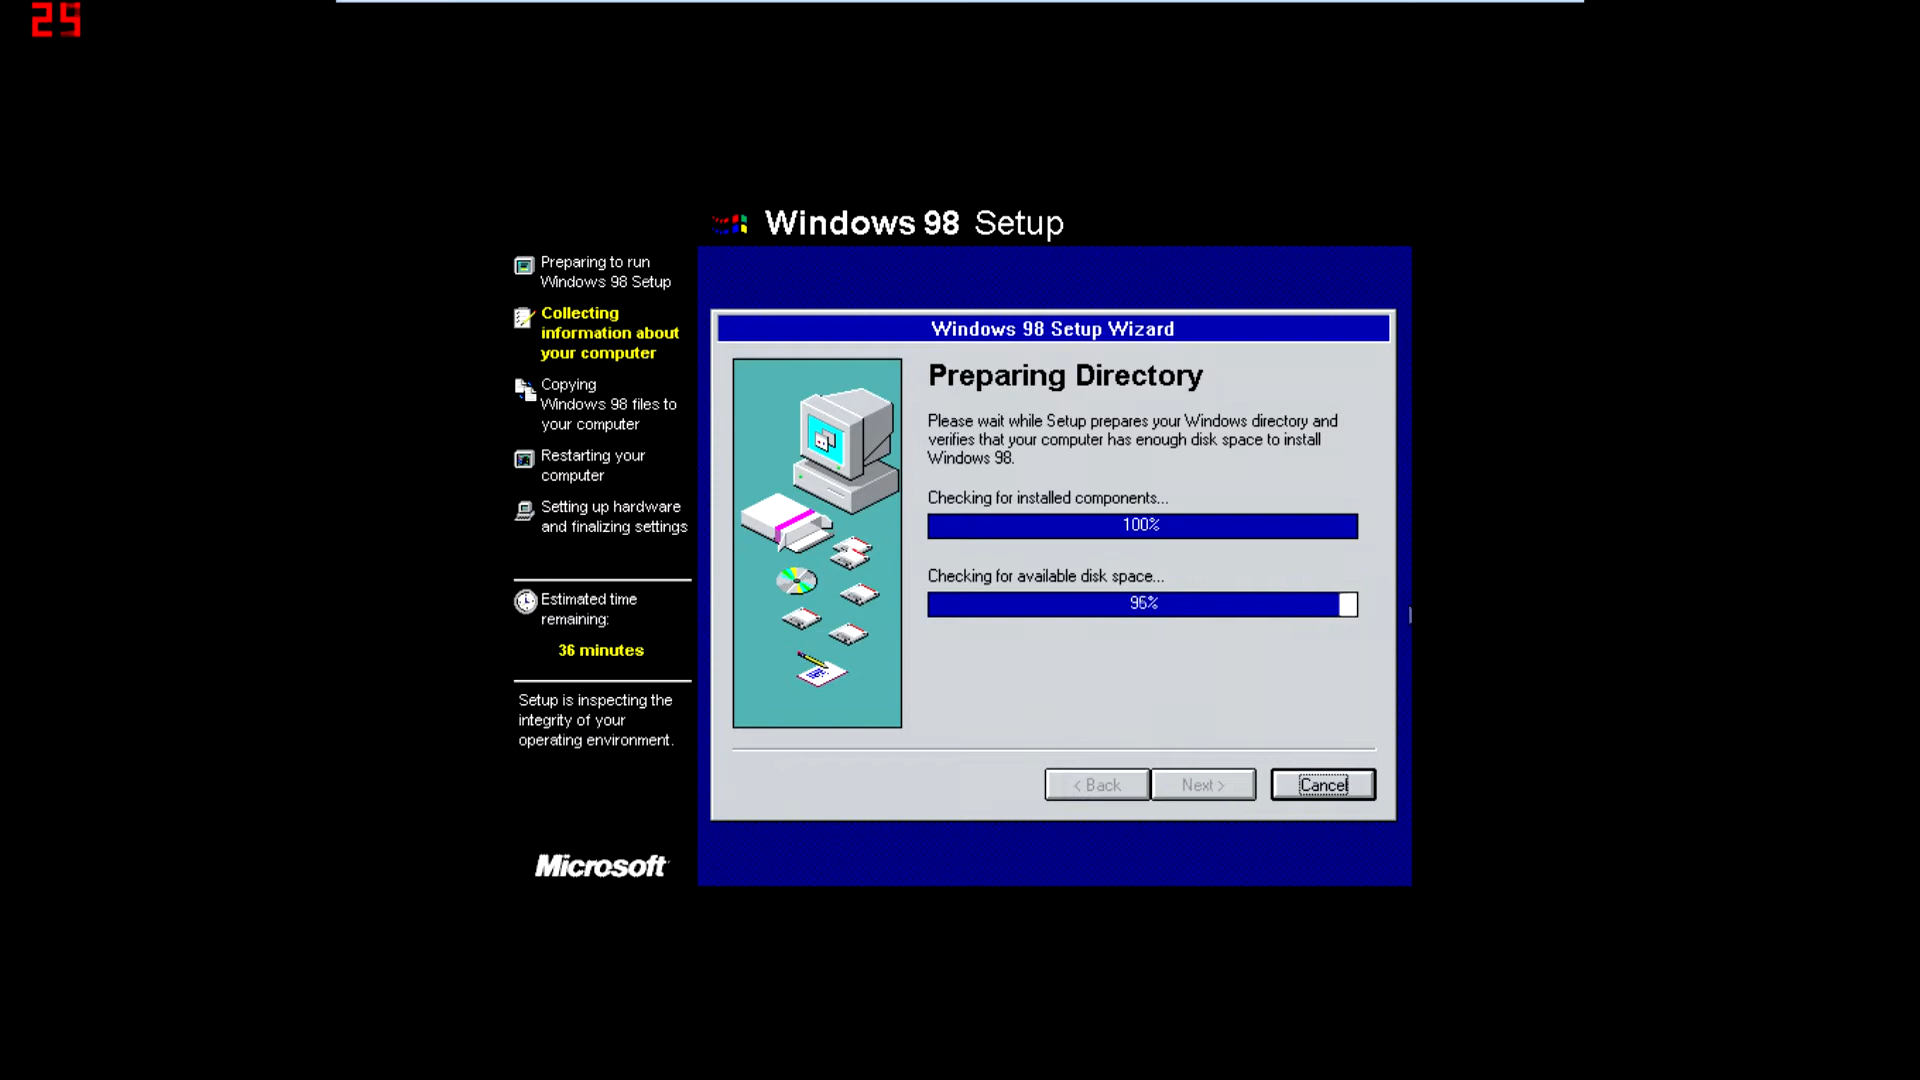 29
Windows 98 Setup
Preparing to run
Windows 98 Setup
Collecting
information about
your computer
Copying
Windows 98 files to
your computer
Restarting your
computer
Setting up hardware
and finalizing settings
Estimated time
remaining:
36 minutes
Setup is inspecting the
integrity of your
operating environment.
Microsoft
Windows 98 Setup Wizard
Preparing Directory
Please wait while Setup prepares your Windows directory and
verifies that your computer has enough disk space to install
Windows 98.
Checking for installed components...
100%
Checking for available disk space...
96%
< Back
Next >
Cancel